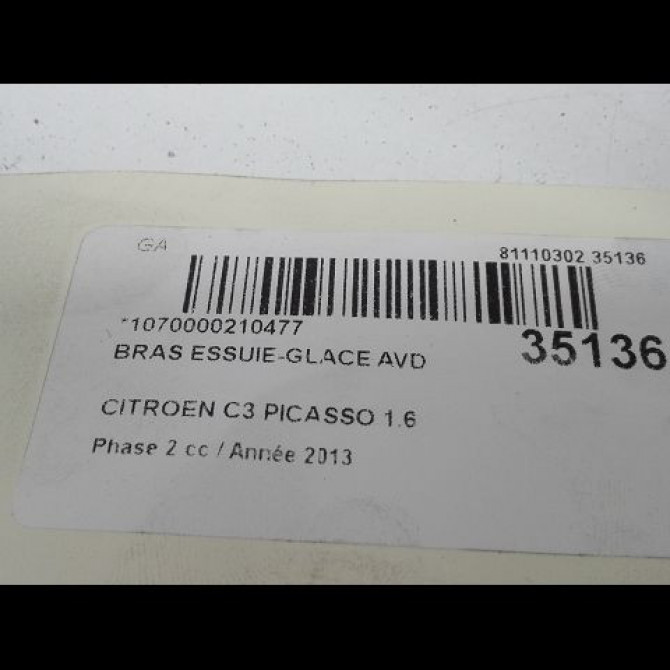 GA
81110302 35136
*1070000210477
35136
BRAS ESSUIE-GLACE AVD
CITROEN C3 PICASSO 1.6
Phase 2 cc / Année 2013